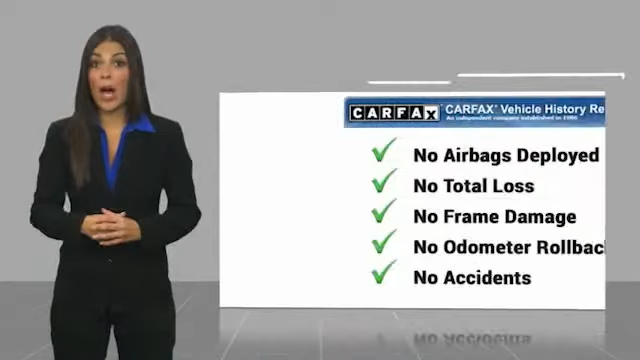 CARFAX CARFAX Vehicle History Re
An independent company established in 1986
No Airbags Deployed
No Total Loss
No Frame Damage
No Odometer Rollbac
No Accidents